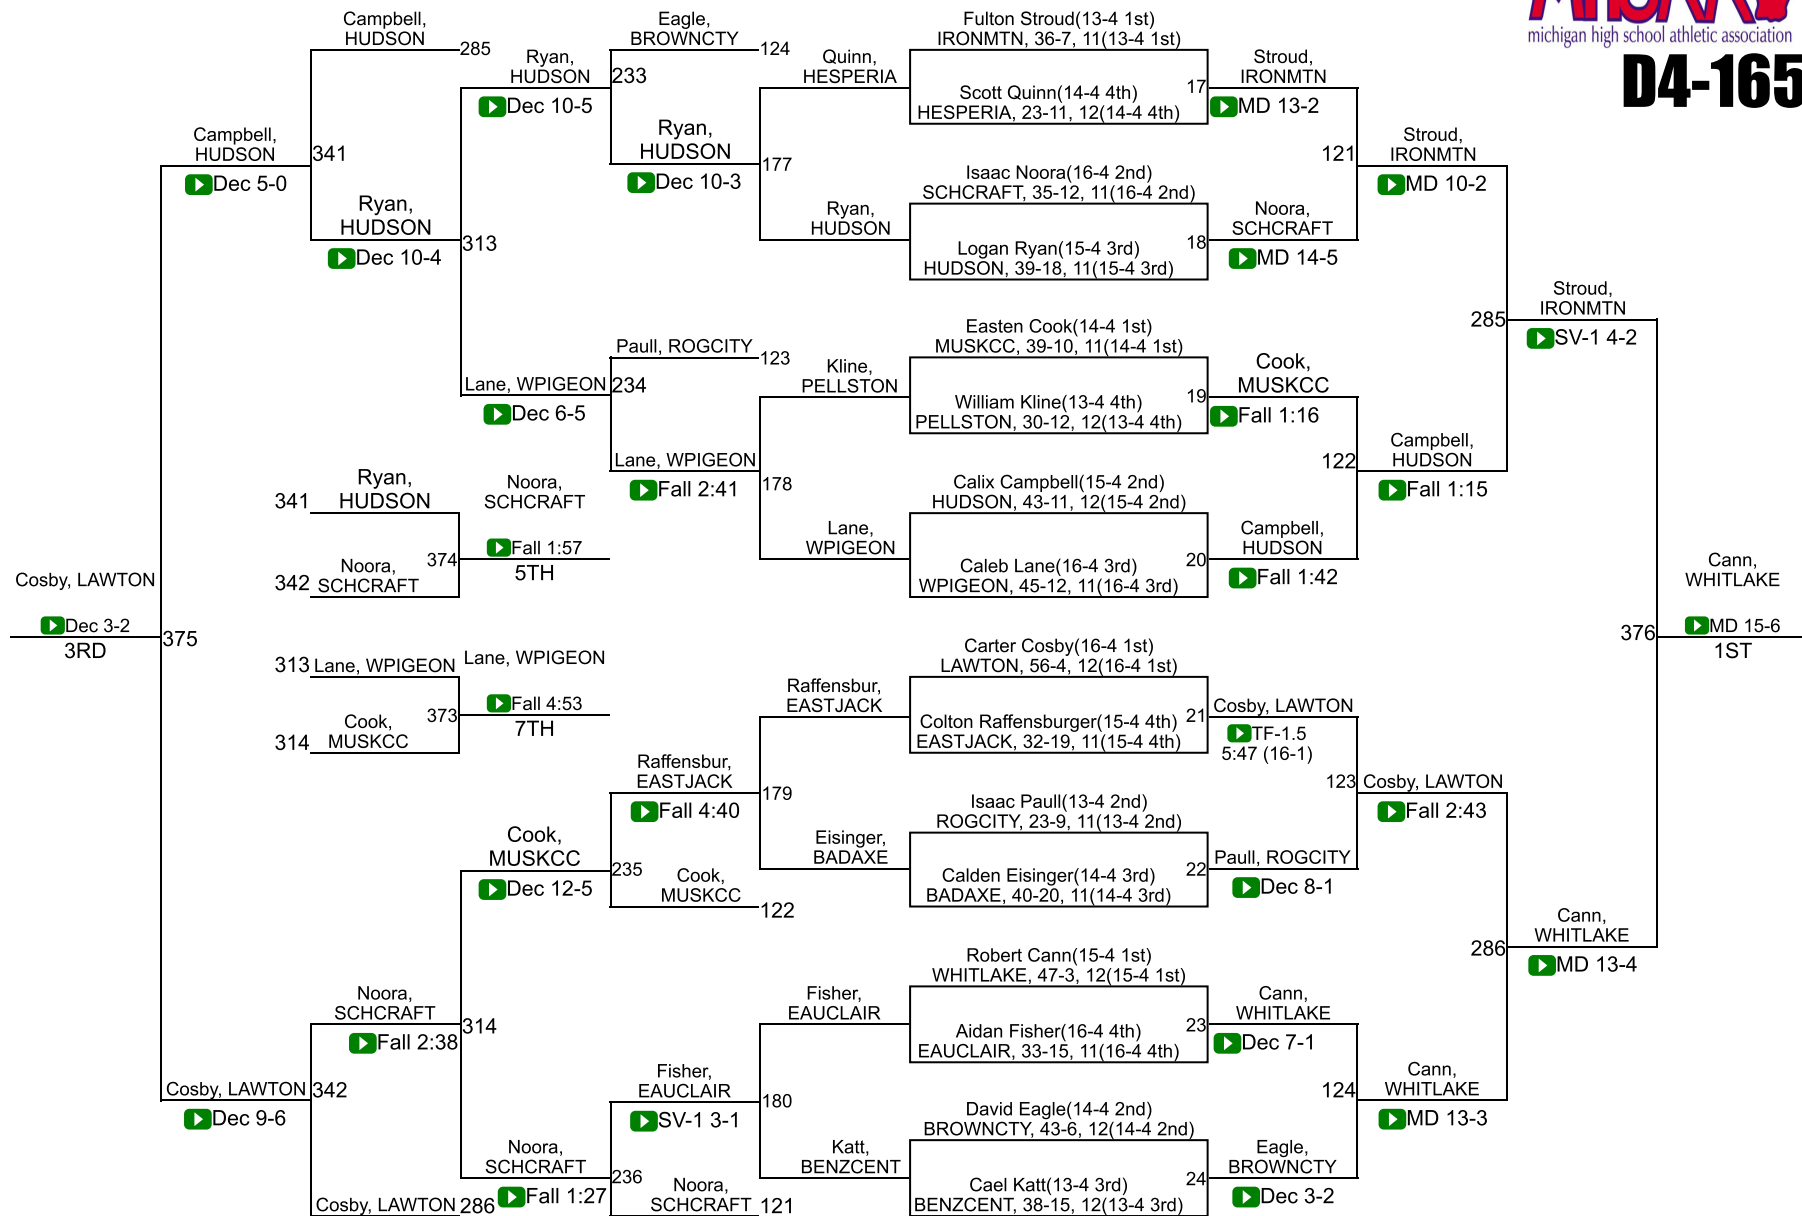 MHSAA
michigan high school athletic association
D4-165
Campbell,
HUDSON
285
Ryan,
HUDSON
Dec 10-5
Eagle,
BROWNCTY
124
233
Ryan,
HUDSON
Dec 10-3
Quinn,
HESPERIA
177
Ryan,
HUDSON
Fulton Stroud(13-4 1st)
IRONMTN, 36-7, 11(13-4 1st)
Scott Quinn(14-4 4th)
HESPERIA, 23-11, 12(14-4 4th)
17
Stroud,
IRONMTN
MD 13-2
Isaac Noora(16-4 2nd)
SCHCRAFT, 35-12, 11(16-4 2nd)
Logan Ryan(15-4 3rd)
HUDSON, 39-18, 11(15-4 3rd)
18
Noora,
SCHCRAFT
MD 14-5
121
Stroud,
IRONMTN
MD 10-2
Campbell,
HUDSON
Dec 5-0
341
Ryan,
HUDSON
Dec 10-4
313
Lane, WPIGEON
Dec 6-5
Paull, ROGCITY
123
234
Lane, WPIGEON
Fall 2:41
Kline,
PELLSTON
178
Lane,
WPIGEON
Easten Cook(14-4 1st)
MUSKCC, 39-10, 11(14-4 1st)
William Kline(13-4 4th)
PELLSTON, 30-12, 12(13-4 4th)
19
Cook,
MUSKCC
Fall 1:16
Calix Campbell(15-4 2nd)
HUDSON, 43-11, 12(15-4 2nd)
Caleb Lane(16-4 3rd)
WPIGEON, 45-12, 11(16-4 3rd)
20
Campbell,
HUDSON
Fall 1:42
122
Campbell,
HUDSON
Fall 1:15
285
Stroud,
IRONMTN
SV-1 4-2
341
Ryan,
HUDSON
342
Noora,
SCHCRAFT
374
Noora,
SCHCRAFT
Fall 1:57
5TH
Cosby, LAWTON
Dec 3-2
3RD
375
313
Lane, WPIGEON
314
Cook,
MUSKCC
373
Lane, WPIGEON
Fall 4:53
7TH
376
Cann,
WHITLAKE
MD 15-6
1ST
Raffensbur,
EASTJACK
Carter Cosby(16-4 1st)
LAWTON, 56-4, 12(16-4 1st)
Colton Raffensburger(15-4 4th)
EASTJACK, 32-19, 11(15-4 4th)
21
Cosby, LAWTON
TF-1.5
5:47 (16-1)
Raffensbur,
EASTJACK
Fall 4:40
179
Eisinger,
BADAXE
Isaac Paull(13-4 2nd)
ROGCITY, 23-9, 11(13-4 2nd)
Calden Eisinger(14-4 3rd)
BADAXE, 40-20, 11(14-4 3rd)
22
Paull, ROGCITY
Dec 8-1
123
Cosby, LAWTON
Fall 2:43
Cook,
MUSKCC
Dec 12-5
235
Cook,
MUSKCC
122
Noora,
SCHCRAFT
Fall 2:38
314
Fisher,
EAUCLAIR
Robert Cann(15-4 1st)
WHITLAKE, 47-3, 12(15-4 1st)
Aidan Fisher(16-4 4th)
EAUCLAIR, 33-15, 11(16-4 4th)
23
Cann,
WHITLAKE
Dec 7-1
286
Cann,
WHITLAKE
MD 13-4
Cosby, LAWTON
Dec 9-6
342
Fisher,
EAUCLAIR
SV-1 3-1
180
Katt,
BENZCENT
David Eagle(14-4 2nd)
BROWNCTY, 43-6, 12(14-4 2nd)
Cael Katt(13-4 3rd)
BENZCENT, 38-15, 12(13-4 3rd)
24
Eagle,
BROWNCTY
Dec 3-2
124
Cann,
WHITLAKE
MD 13-3
Noora,
SCHCRAFT
Fall 1:27
236
Noora,
SCHCRAFT
121
Cosby, LAWTON
286